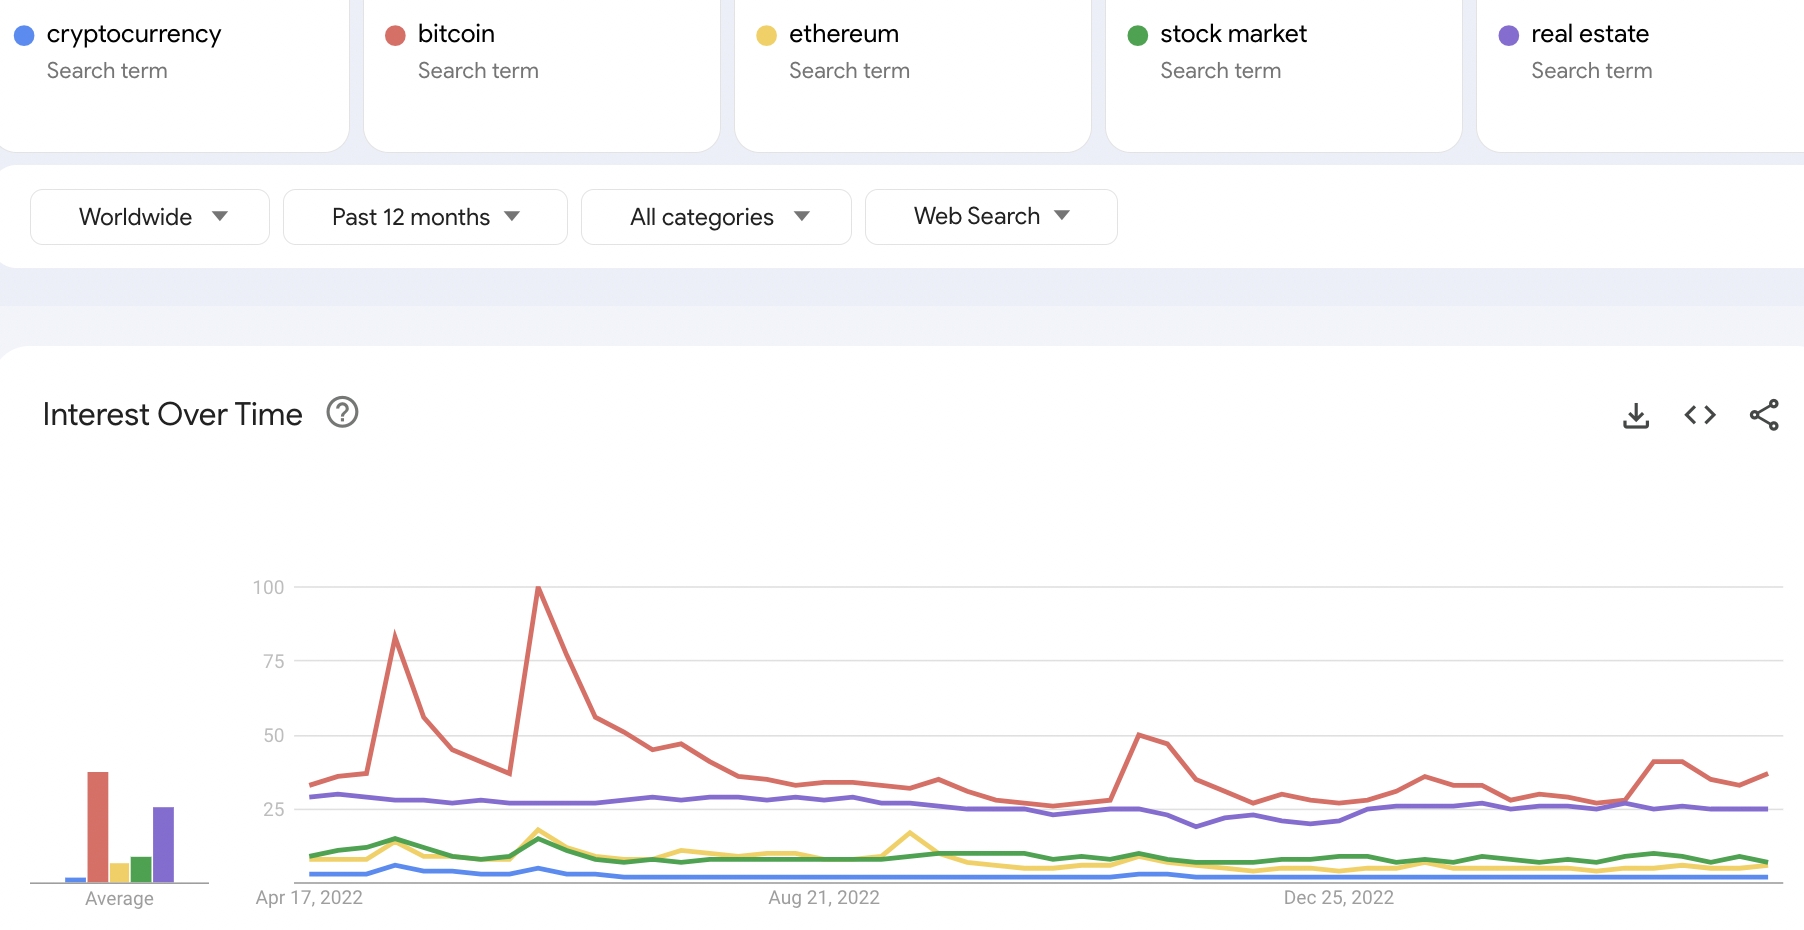 cryptocurrency
Search term
bitcoin
Search term
ethereum
Search term
stock market
Search term
real estate
Search term
Worldwide
Past 12 months
All categories
Web Search
Interest Over Time
100
75
50
25
Average
Apr 17, 2022
Aug 21, 2022
Dec 25, 2022